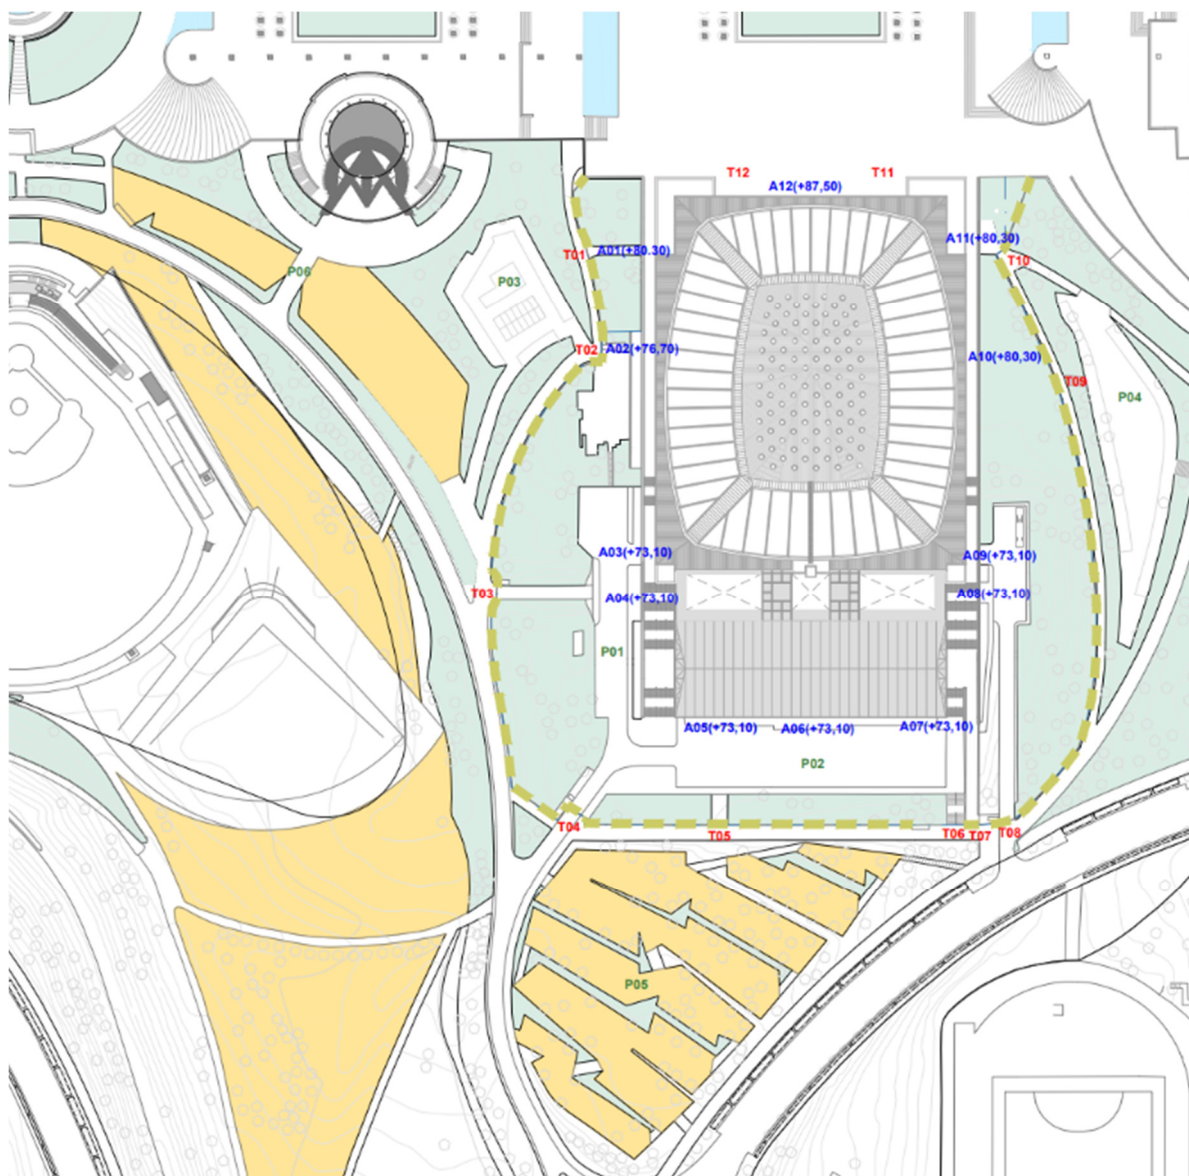 T12
T11
A12(+87,50)
A11(+80,30)
T01
A01(+80.30)
T10
P06
P03
T02
A02(+76,70)
A10(+80,30)
T09
P04
A03(+73,10)
A09(+73,10)
T03
A04(+73,10)
A08(+73,10)
P01
A05(+73,10)
A06(+73,10)
A07(+73,10)
P02
T04
T05
T06
T07
T08
P05